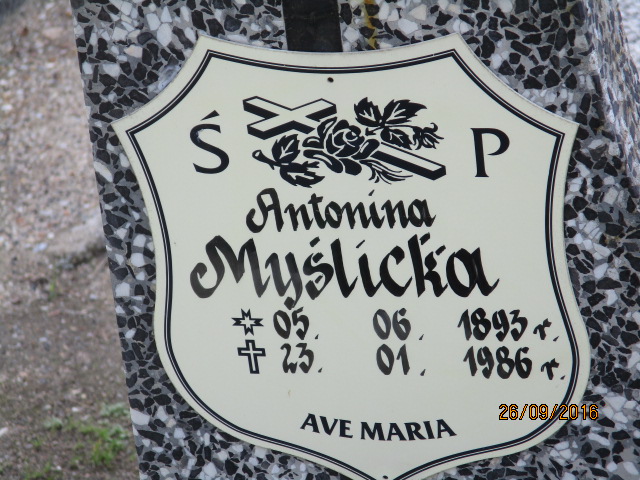 Ś P
Antonina
Myślicka
05. 06. 1893 r.
23. 01. 1986 r.
AVE MARIA
26/09/2016